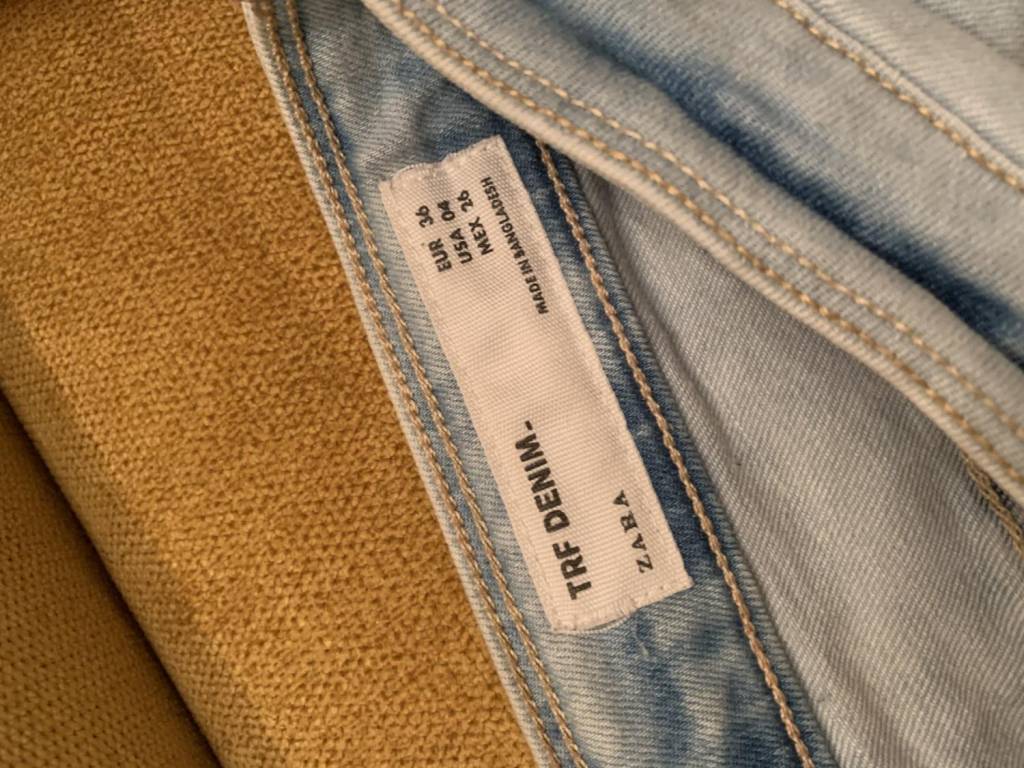 TRF DENIM-
ZARA
EUR 36
USA 04
MEX 26
MADE IN BANGLADESH